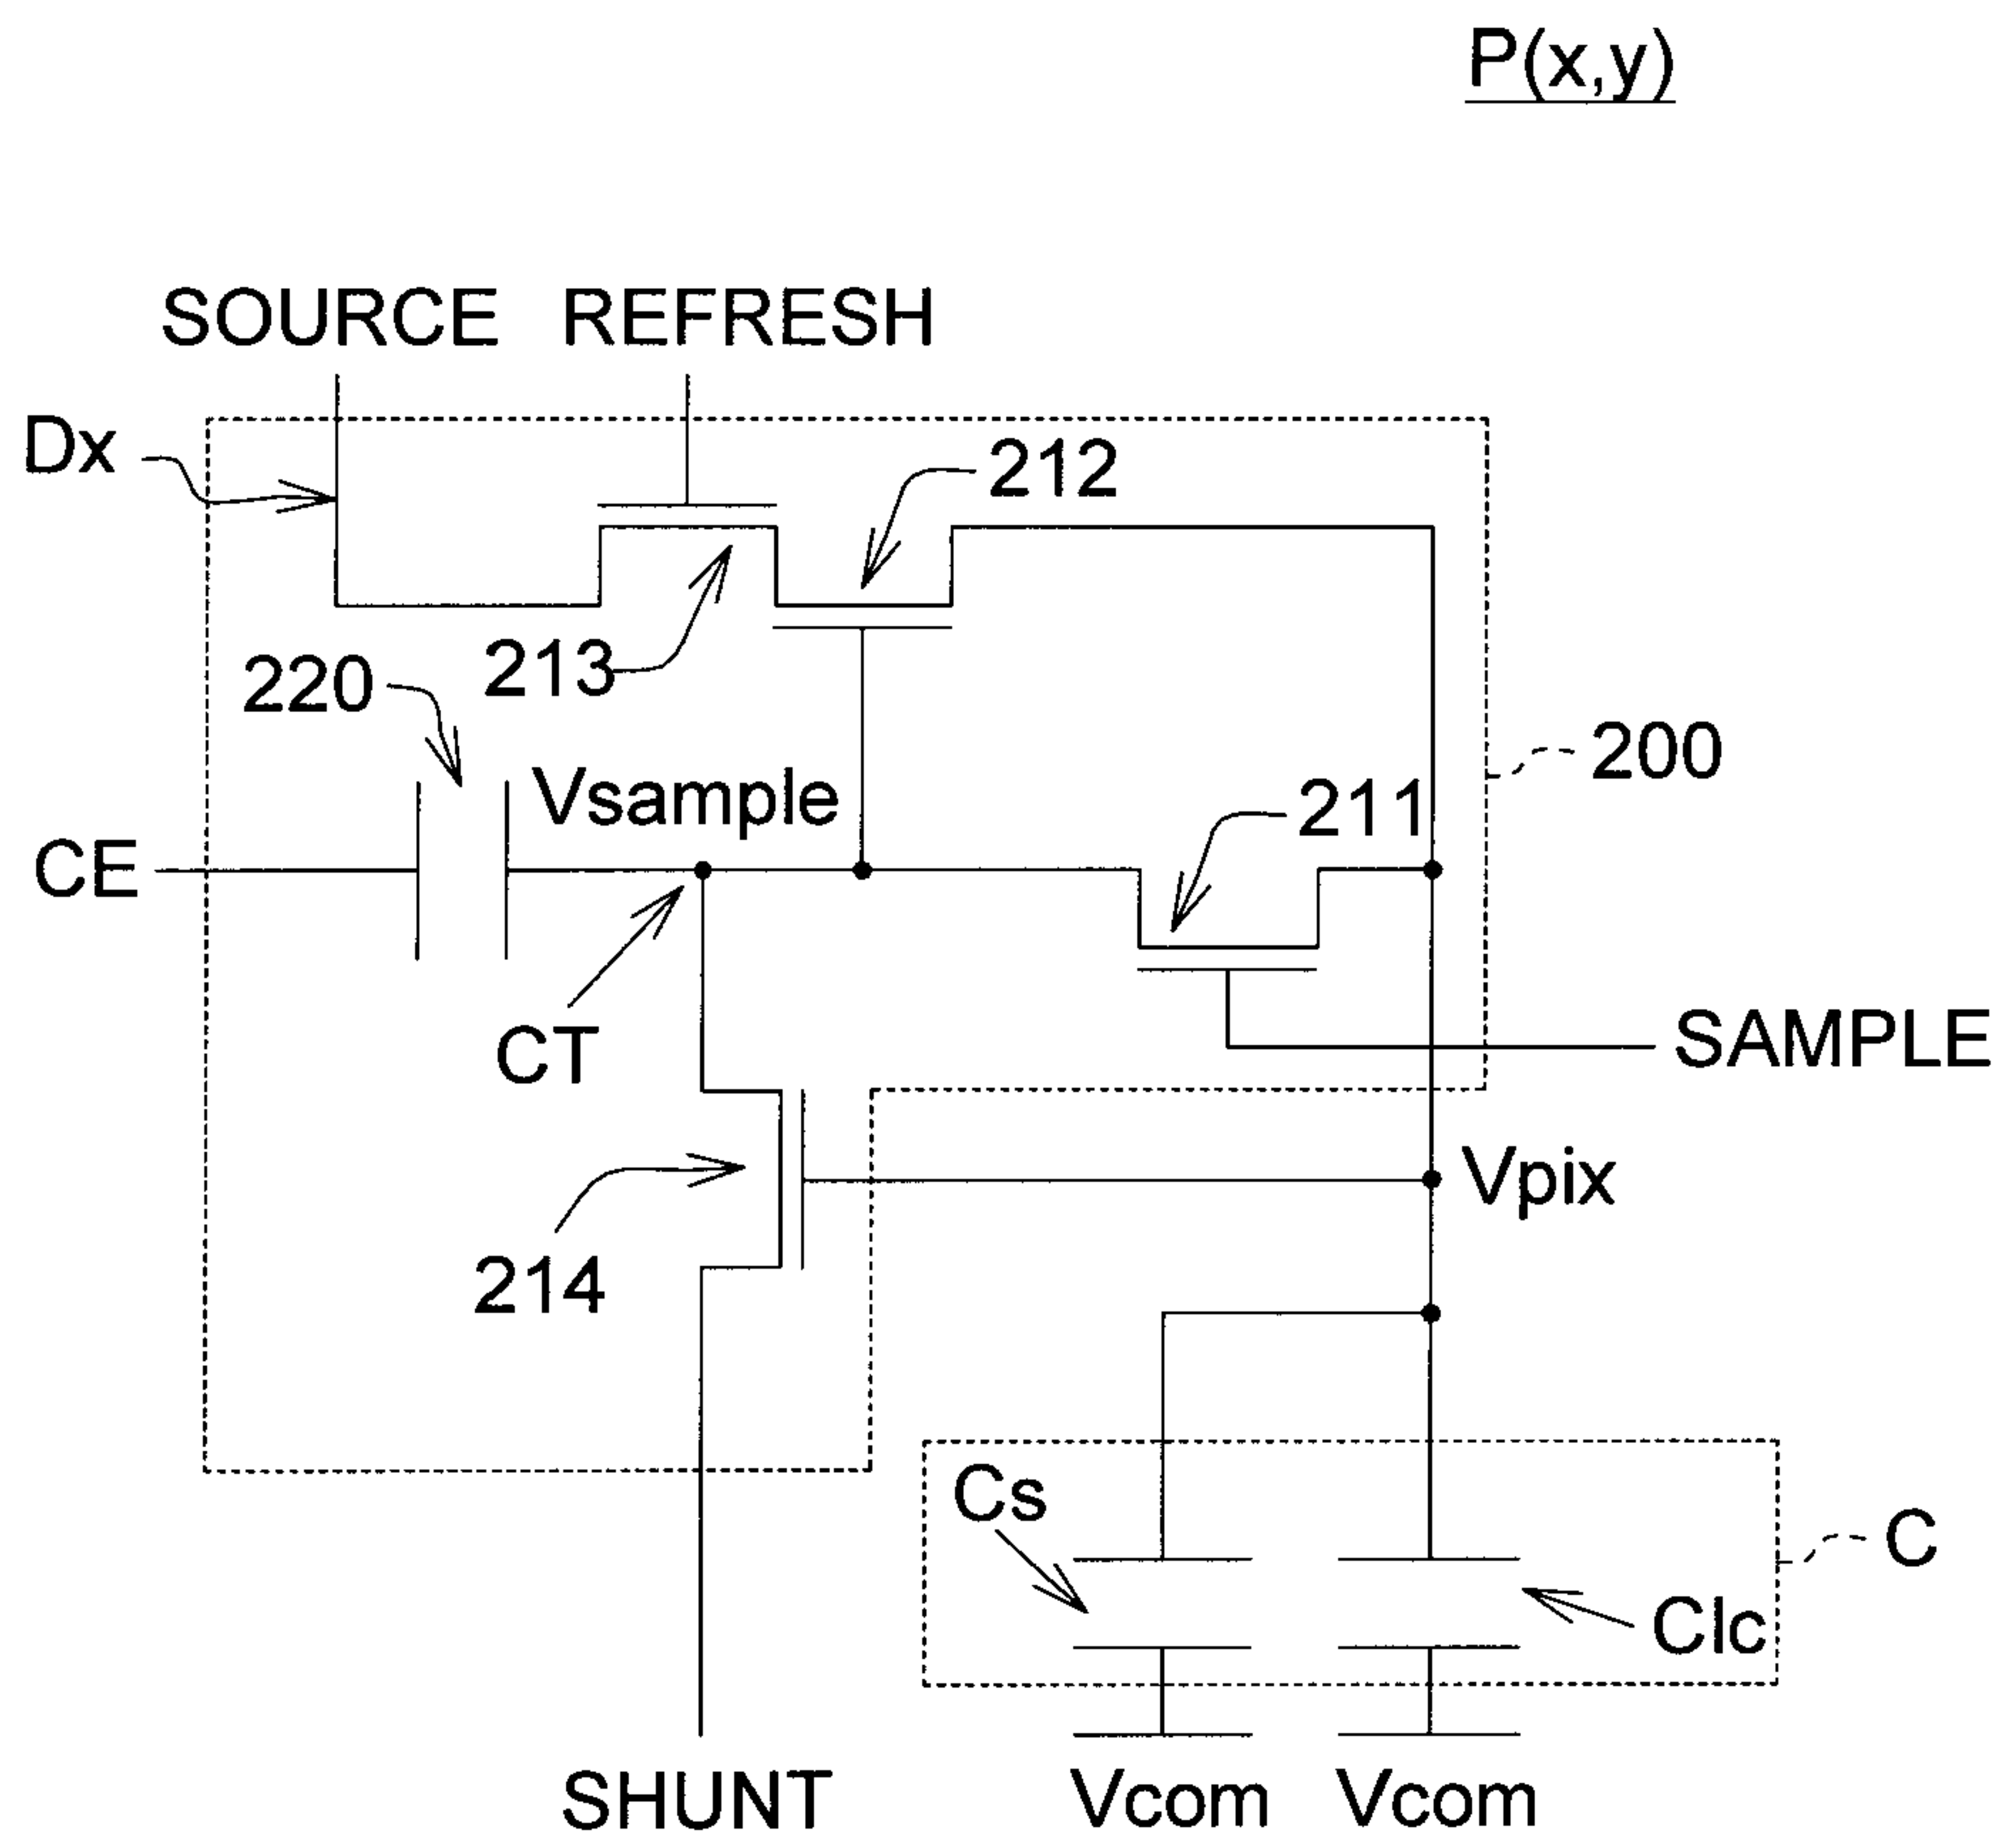 P(x,y)
SOURCE REFRESH
Dx
212
213
220
200
Vsample
211
CE
CT
SAMPLE
Vpix
214
Cs
C
Clc
SHUNT
Vcom
Vcom